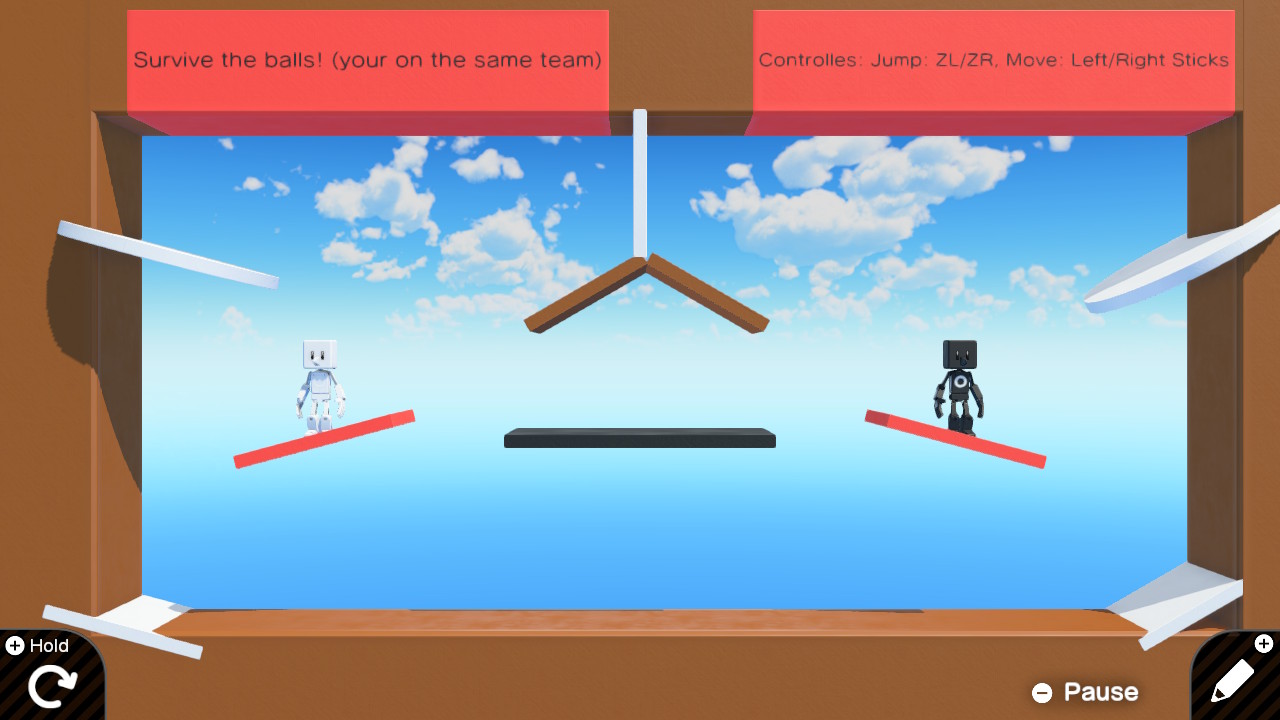 Survive the balls! (your on the same team)
Controlles: Jump: ZL/ZR, Move: Left/Right Sticks
Hold
Pause